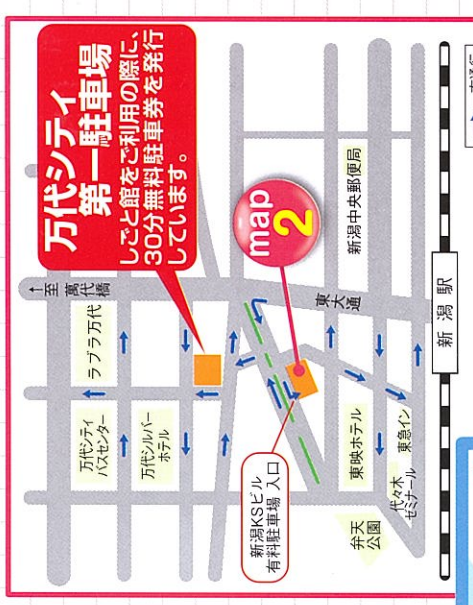 万代シティ
第一駐車場
しごと館をご利用の際に、
30分無料駐車券を発行
しています。
↑
至
萬
代
橋
ラブラ万代
万代シティ
バスセンター
万代シルバー
ホテル
map
2
新潟中央郵便局
東
大
通
新潟KSビル
有料駐車場 入口
東映ホテル
東急イン
代々木
ゼミナール
弁天
公園
新 潟 駅